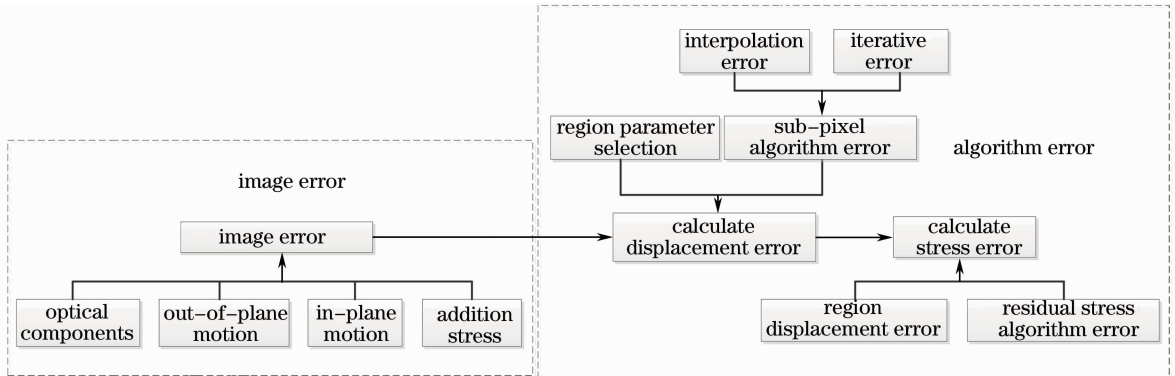 interpolation
error
iterative
error
region parameter
selection
sub-pixel
algorithm error
algorithm error
image error
image error
calculate
displacement error
calculate
stress error
optical
components
out-of-plane
motion
in-plane
motion
addition
stress
region
displacement error
residual stress
algorithm error